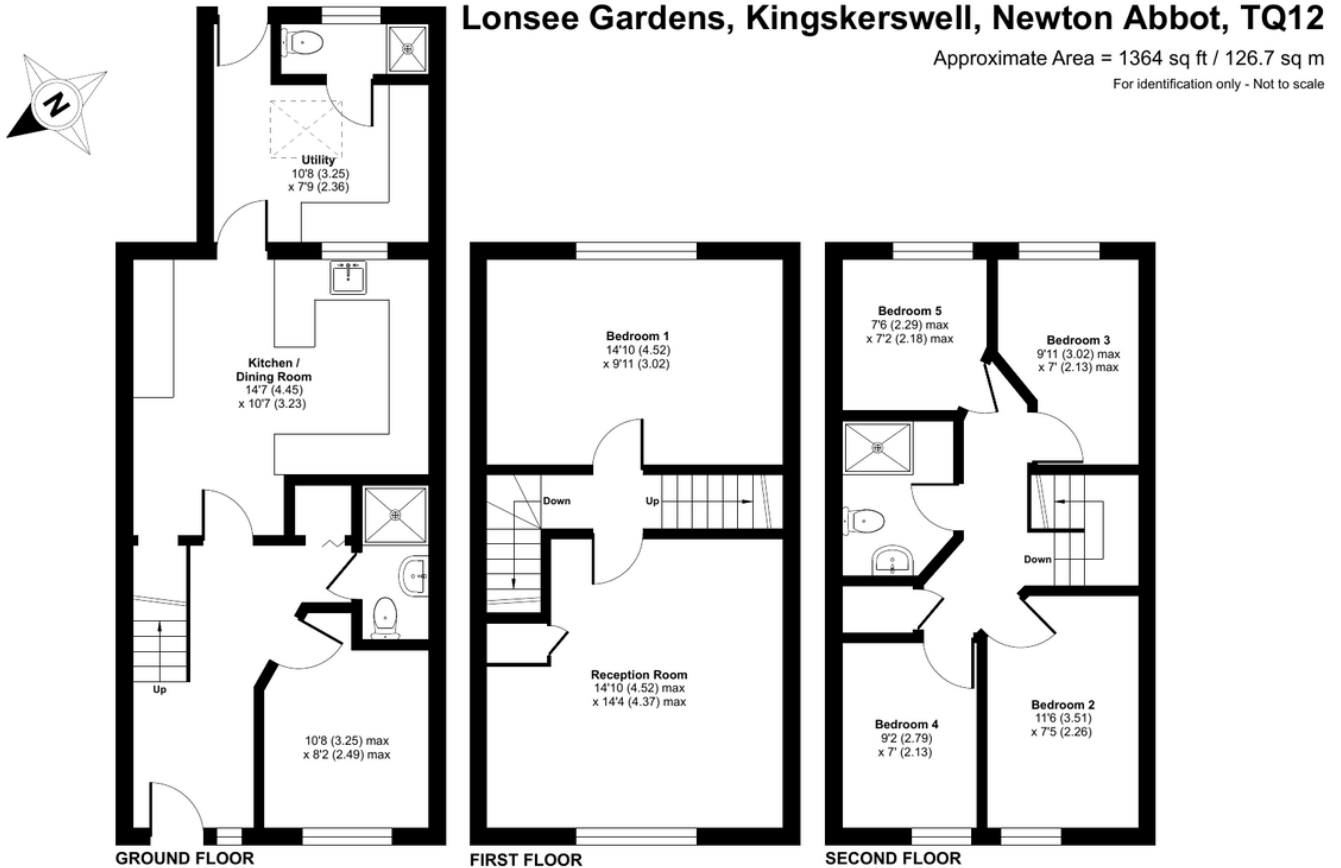 Lonsee Gardens, Kingskerswell, Newton Abbot, TQ12
Approximate Area = 1364 sq ft / 126.7 sq m
For identification only - Not to scale
N
Utility
10'8 (3.25)
x 7'9 (2.36)
Kitchen /
Dining Room
14'7 (4.45)
x 10'7 (3.23)
Up
10'8 (3.25) max
x 8'2 (2.49) max
GROUND FLOOR
Bedroom 1
14'10 (4.52)
x 9'11 (3.02)
Down
Up
Reception Room
14'10 (4.52) max
x 14'4 (4.37) max
FIRST FLOOR
Bedroom 5
7'6 (2.29) max
x 7'2 (2.18) max
Bedroom 3
9'11 (3.02) max
x 7' (2.13) max
Down
Bedroom 4
9'2 (2.79)
x 7' (2.13)
Bedroom 2
11'6 (3.51)
x 7'5 (2.26)
SECOND FLOOR